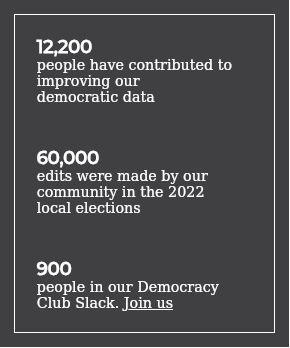 12,200
people have contributed to
improving our
democratic data
60,000
edits were made by our
community in the 2022
local elections
900
people in our Democracy
Club Slack. Join us